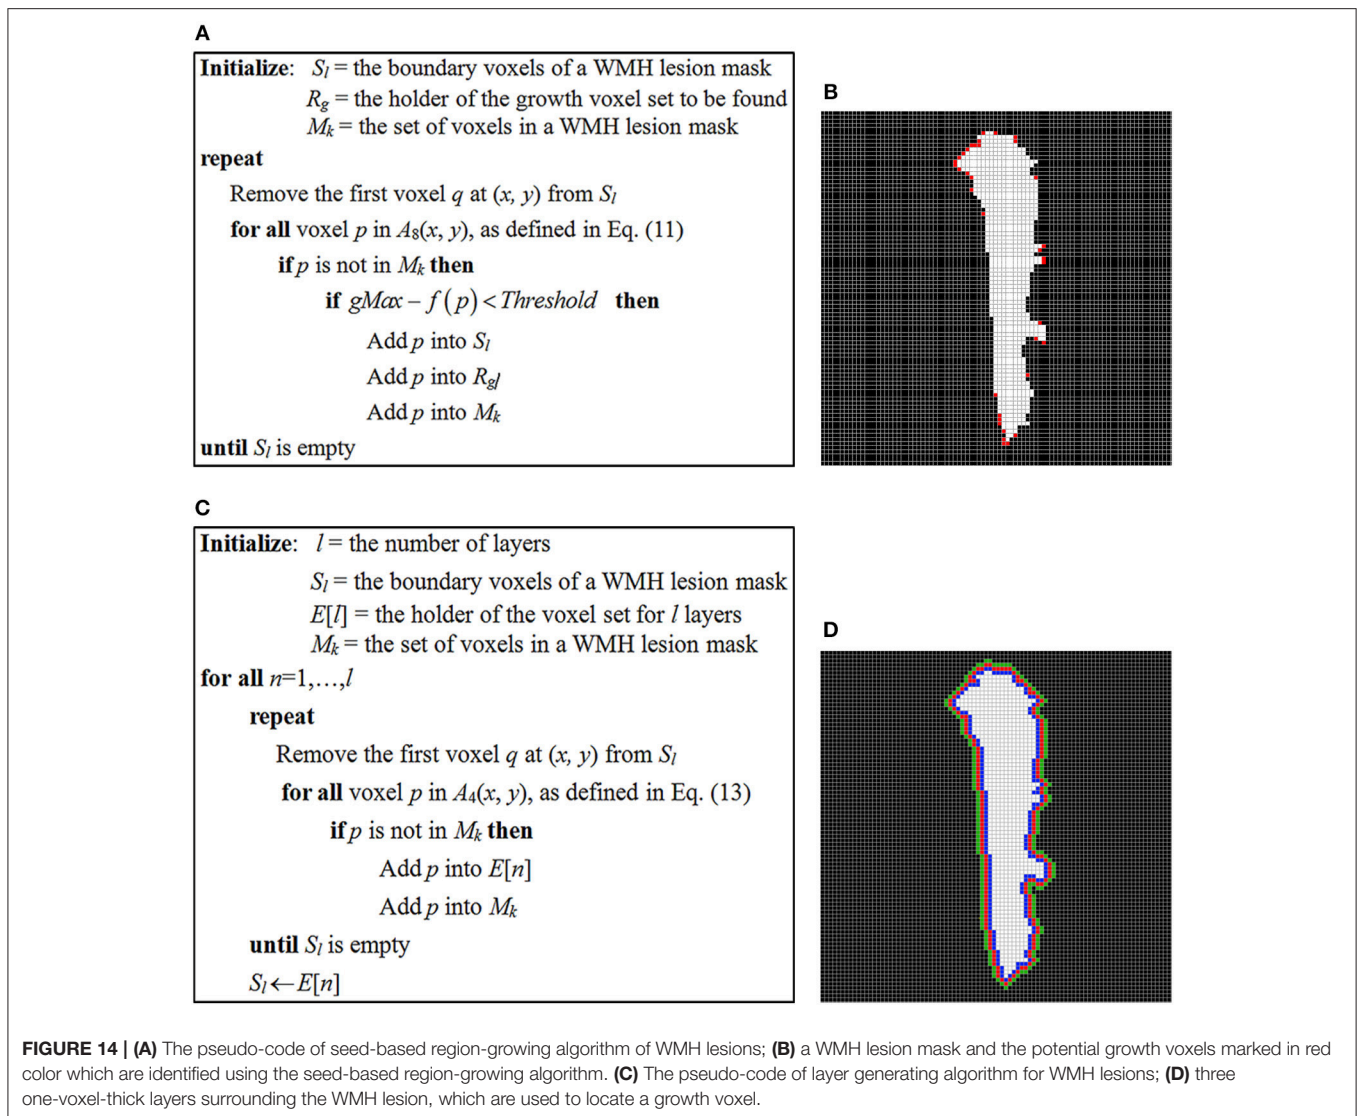 A
Initialize: Sl = the boundary voxels of a WMH lesion mask
Rg = the holder of the growth voxel set to be found
Mk = the set of voxels in a WMH lesion mask
repeat
Remove the first voxel q at (x, y) from Sl
for all voxel p in A8(x, y), as defined in Eq. (11)
if p is not in Mk then
if gMax − f(p) < Threshold then
Add p into Sl
Add p into Rgl
Add p into Mk
until Sl is empty
B
C
Initialize: l = the number of layers
Sl = the boundary voxels of a WMH lesion mask
E[l] = the holder of the voxel set for l layers
Mk = the set of voxels in a WMH lesion mask
for all n=1,…,l
repeat
Remove the first voxel q at (x, y) from Sl
for all voxel p in A4(x, y), as defined in Eq. (13)
if p is not in Mk then
Add p into E[n]
Add p into Mk
until Sl is empty
Sl ← E[n]
D
FIGURE 14 | (A) The pseudo-code of seed-based region-growing algorithm of WMH lesions; (B) a WMH lesion mask and the potential growth voxels marked in red
color which are identified using the seed-based region-growing algorithm. (C) The pseudo-code of layer generating algorithm for WMH lesions; (D) three
one-voxel-thick layers surrounding the WMH lesion, which are used to locate a growth voxel.